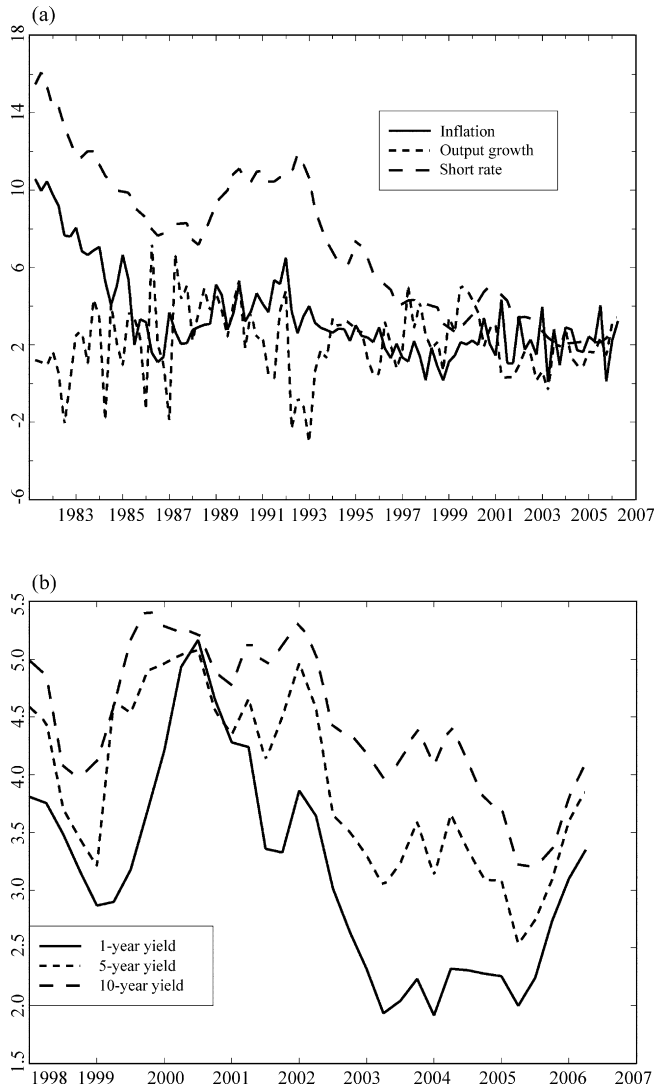 (a)
18
14
10
6
2
-2
-6
Inflation
Output growth
Short rate
1983 1985 1987 1989 1991 1993 1995 1997 1999 2001 2003 2005 2007
(b)
5.5
5.0
4.5
4.0
3.5
3.0
2.5
2.0
1.5
1-year yield
5-year yield
10-year yield
1998 1999 2000 2001 2002 2003 2004 2005 2006 2007